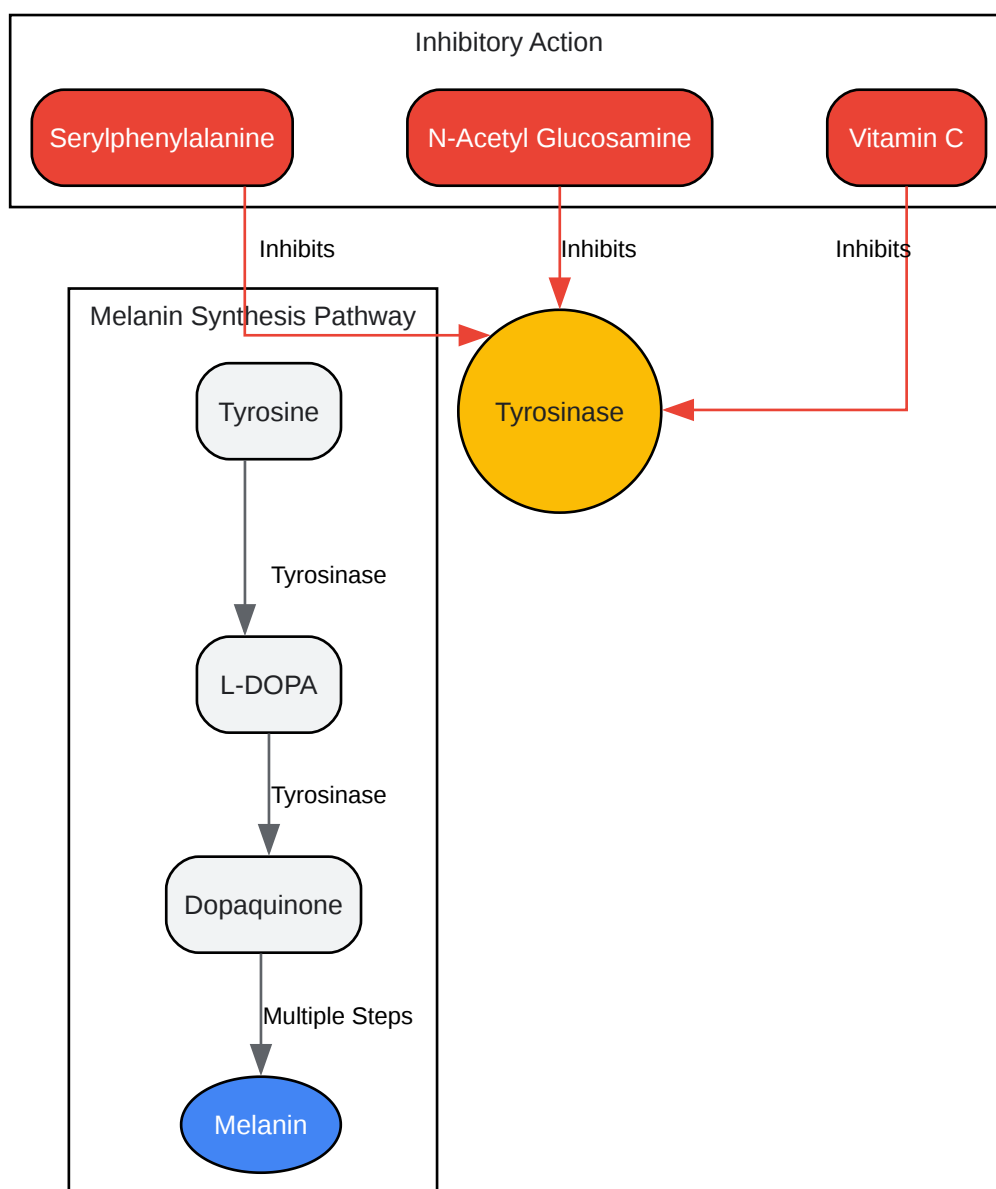 Inhibitory Action
Serylphenylalanine
N-Acetyl Glucosamine
Vitamin C
Inhibits
Inhibits
Inhibits
Melanin Synthesis Pathway
Tyrosine
Tyrosinase
Tyrosinase
L-DOPA
Tyrosinase
Dopaquinone
Multiple Steps
Melanin